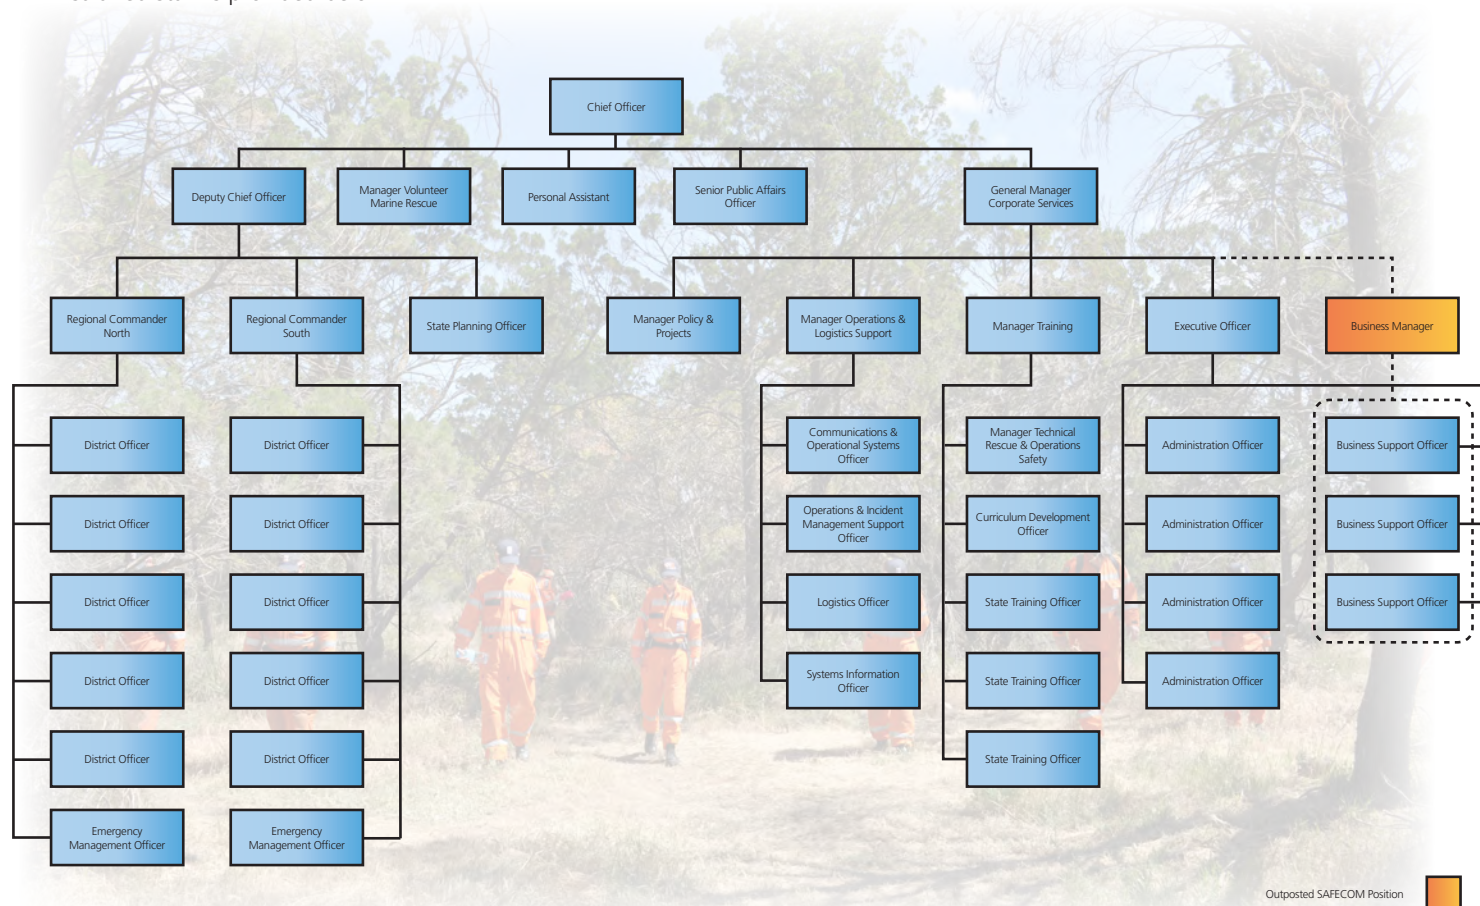 Chief Officer
Deputy Chief Officer
Manager Volunteer
Marine Rescue
Personal Assistant
Senior Public Affairs
Officer
General Manager
Corporate Services
Regional Commander
North
Regional Commander
South
State Planning Officer
Manager Policy &
Projects
Manager Operations &
Logistics Support
Manager Training
Executive Officer
Business Manager
District Officer
District Officer
Communications &
Operational Systems
Officer
Manager Technical
Rescue & Operations
Safety
Administration Officer
Business Support Officer
District Officer
District Officer
Operations & Incident
Management Support
Officer
Curriculum Development
Officer
Administration Officer
Business Support Officer
District Officer
District Officer
Logistics Officer
State Training Officer
Administration Officer
Business Support Officer
District Officer
District Officer
Systems Information
Officer
State Training Officer
Administration Officer
District Officer
District Officer
State Training Officer
Emergency
Management Officer
Emergency
Management Officer
Outposted SAFECOM Position